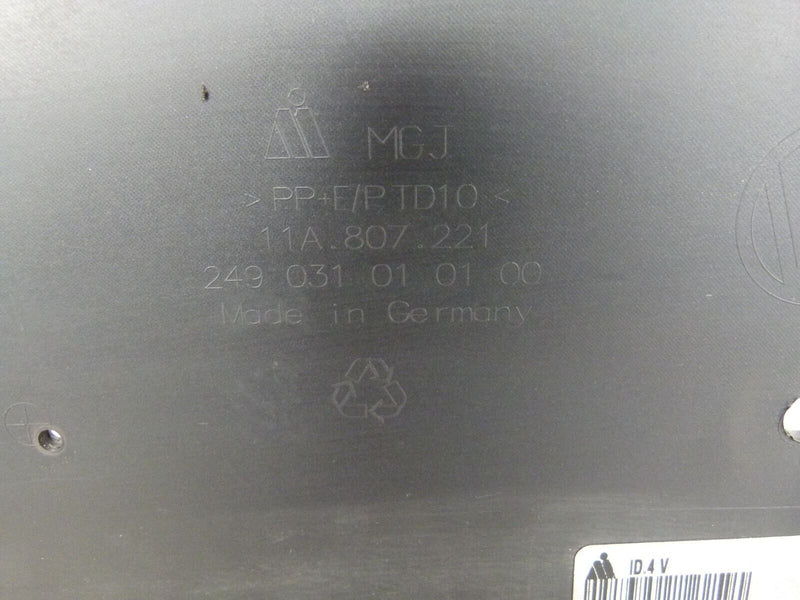 MGJ
> PP+E/P TD10 <
11A.807.221
249 031 01 01 00
Made in Germany
ID.4 V